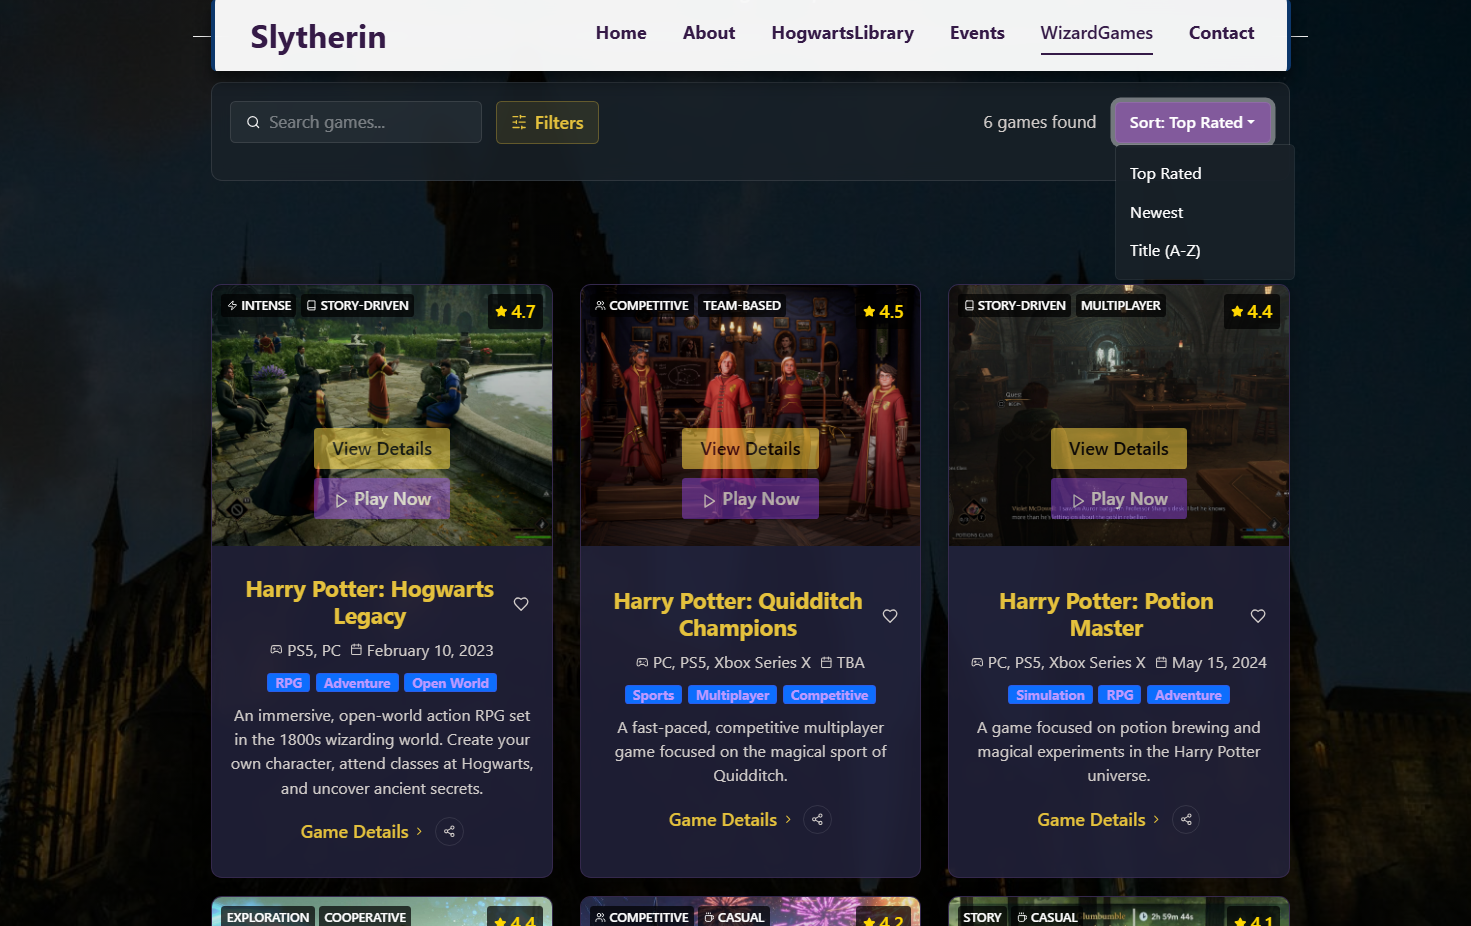 Slytherin
Home About HogwartsLibrary Events WizardGames Contact
Search games...
Filters
6 games found
Sort: Top Rated
Top Rated
Newest
Title (A-Z)
INTENSE STORY-DRIVEN
4.7
View Details
Play Now
Harry Potter: Hogwarts
Legacy
PS5, PC February 10, 2023
RPG Adventure Open World
An immersive, open-world action RPG set
in the 1800s wizarding world. Create your
own character, attend classes at Hogwarts,
and uncover ancient secrets.
Game Details
COMPETITIVE TEAM-BASED
4.5
View Details
Play Now
Harry Potter: Quidditch
Champions
PC, PS5, Xbox Series X TBA
Sports Multiplayer Competitive
A fast-paced, competitive multiplayer
game focused on the magical sport of
Quidditch.
Game Details
STORY-DRIVEN MULTIPLAYER
4.4
Quest
View Details
Play Now
POTIONS CLASS
Harry Potter: Potion
Master
PC, PS5, Xbox Series X May 15, 2024
Simulation RPG Adventure
A game focused on potion brewing and
magical experiments in the Harry Potter
universe.
Game Details
EXPLORATION COOPERATIVE
4.4
COMPETITIVE CASUAL
4.2
STORY CASUAL
2h 59m 44s
4.1